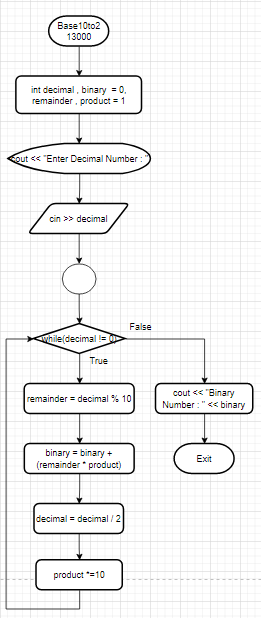 Base10to2
13000
int decimal , binary = 0,
remainder , product = 1
cout << "Enter Decimal Number : "
cin >> decimal
while(decimal != 0)
False
True
remainder = decimal % 10
cout << "Binary
Number : " << binary
binary = binary +
(remainder * product)
Exit
decimal = decimal / 2
product *=10